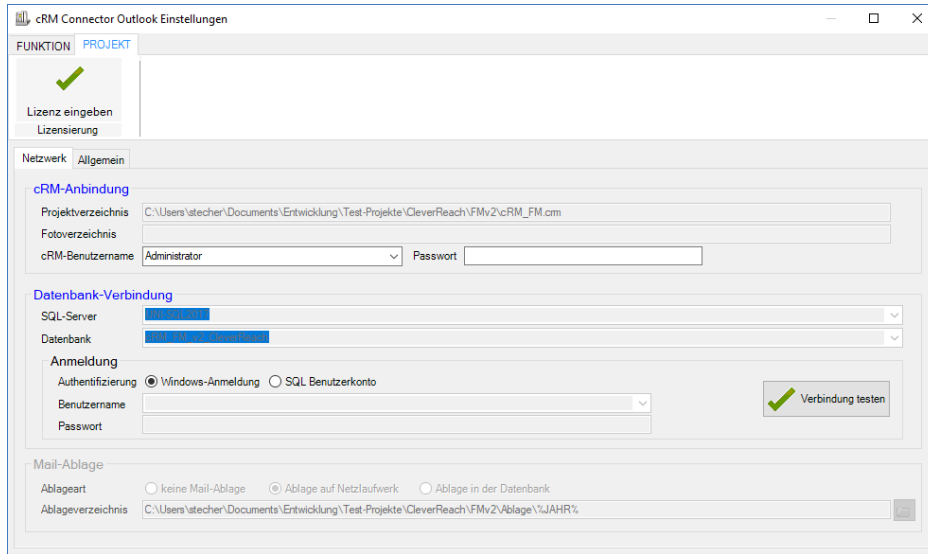 cRM Connector Outlook Einstellungen
FUNKTION PROJEKT
Lizenz eingeben
Lizensierung
Netzwerk Allgemein
cRM-Anbindung
Projektverzeichnis C:\Users\stecher\Documents\Entwicklung\Test-Projekte\CleverReach\FMv2\cRM_FM.crm
Fotoverzeichnis
cRM-Benutzername Administrator Passwort
Datenbank-Verbindung
SQL-Server
Datenbank cRM_FM_v2_CleverReach
Anmeldung
Authentifizierung Windows-Anmeldung SQL Benutzerkonto
Benutzername
Verbindung testen
Passwort
Mail-Ablage
Ablageart keine Mail-Ablage Ablage auf Netzlaufwerk Ablage in der Datenbank
Ablageverzeichnis C:\Users\stecher\Documents\Entwicklung\Test-Projekte\CleverReach\FMv2\Ablage\%JAHR%